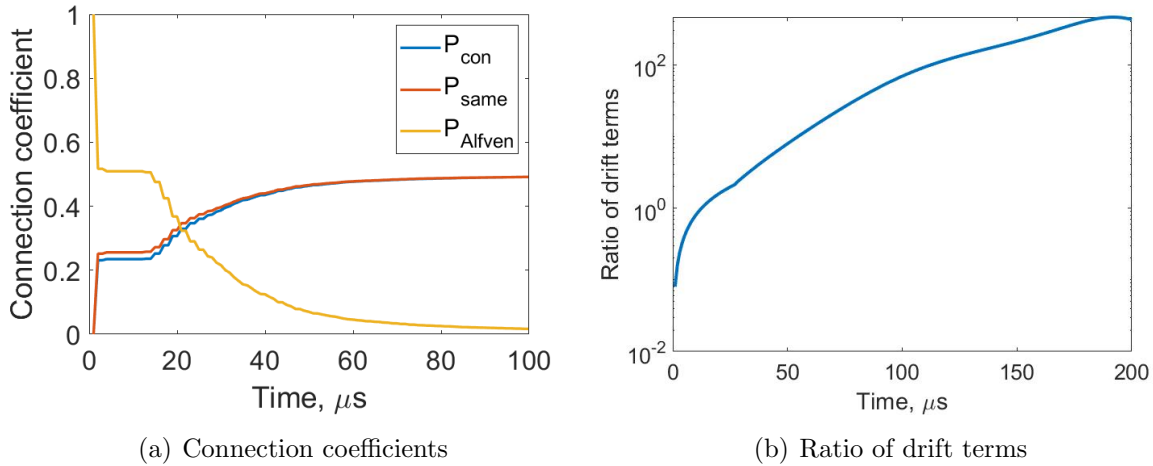 Connection coefficient
1
0.8
0.6
0.4
0.2
0
P_con
P_same
P_Alfven
0 20 40 60 80 100
Time, μs
(a) Connection coefficients
Ratio of drift terms
10^2
10^0
10^-2
0 50 100 150 200
Time, μs
(b) Ratio of drift terms